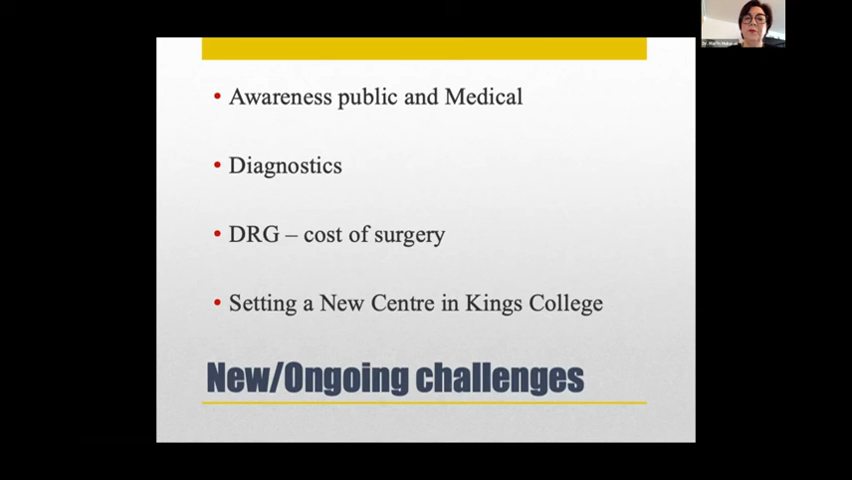 • Awareness public and Medical
• Diagnostics
• DRG – cost of surgery
• Setting a New Centre in Kings College
New/Ongoing challenges